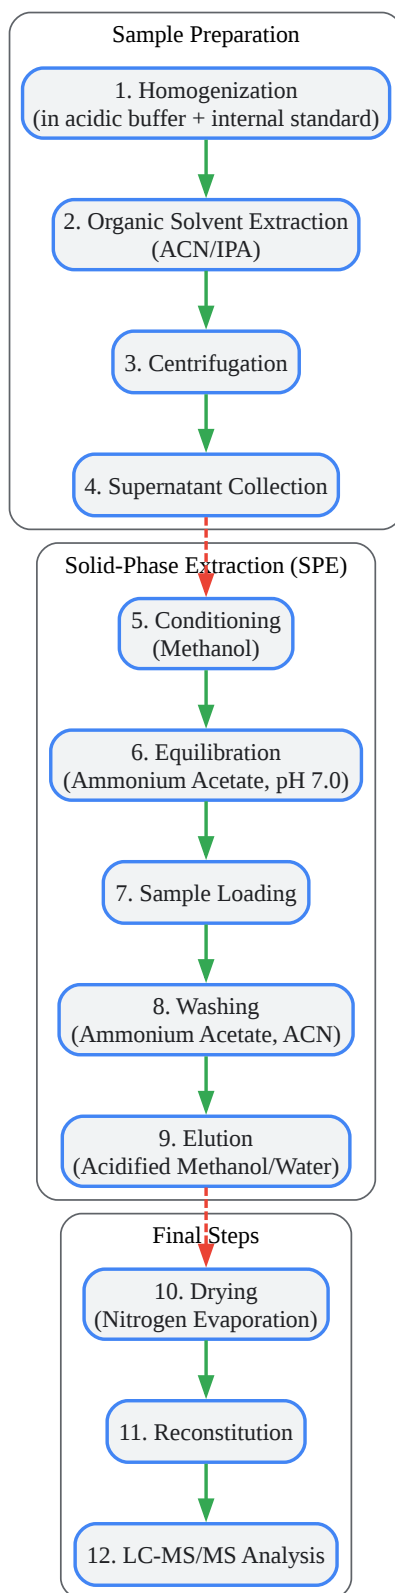 Sample Preparation
1. Homogenization
(in acidic buffer + internal standard)
2. Organic Solvent Extraction
(ACN/IPA)
3. Centrifugation
4. Supernatant Collection
Solid-Phase Extraction (SPE)
5. Conditioning
(Methanol)
6. Equilibration
(Ammonium Acetate, pH 7.0)
7. Sample Loading
8. Washing
(Ammonium Acetate, ACN)
9. Elution
(Acidified Methanol/Water)
Final Steps
10. Drying
(Nitrogen Evaporation)
11. Reconstitution
12. LC-MS/MS Analysis